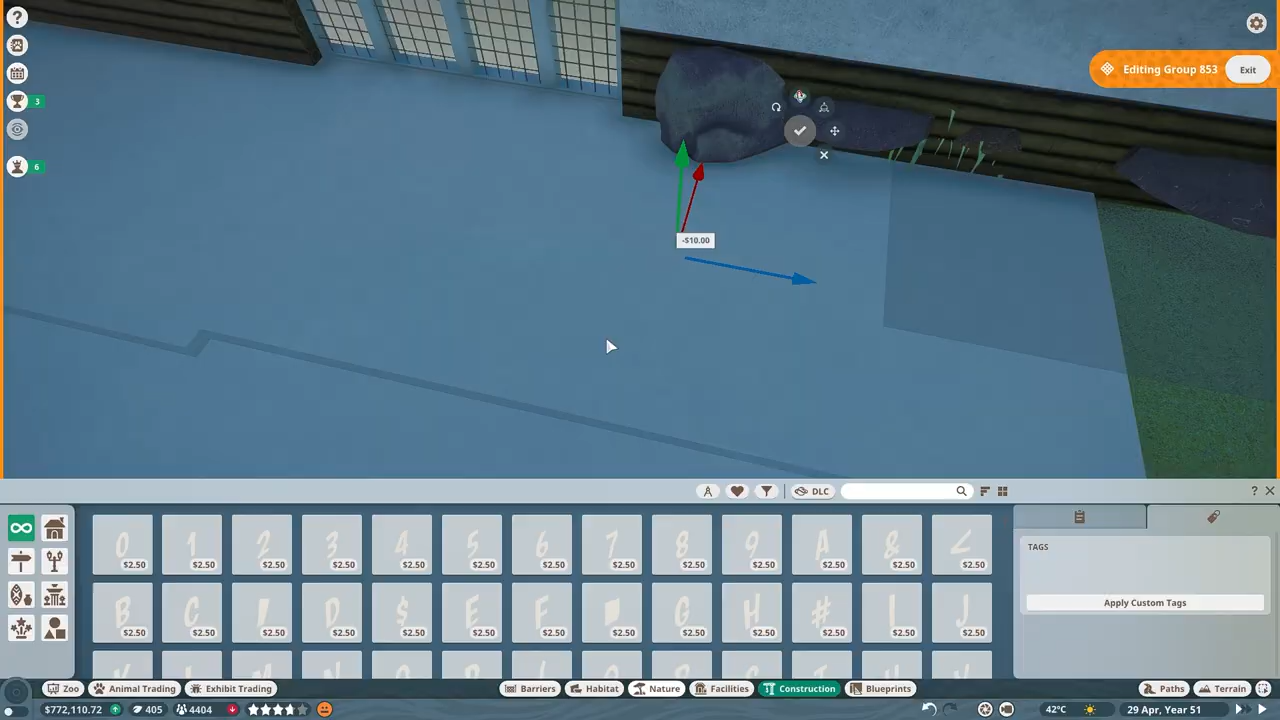 ?
Editing Group 853
Exit
3
6
-$10.00
DLC
? ×
0 $2.50
1 $2.50
2 $2.50
3 $2.50
4 $2.50
5 $2.50
6 $2.50
7 $2.50
8 $2.50
9 $2.50
A $2.50
& $2.50
$2.50
B $2.50
C $2.50
$2.50
D $2.50
$ $2.50
E $2.50
F $2.50
$2.50
G $2.50
H $2.50
# $2.50
I $2.50
J $2.50
TAGS
Apply Custom Tags
Zoo
Animal Trading
Exhibit Trading
Barriers
Habitat
Nature
Facilities
Construction
Blueprints
Paths
Terrain
$772,110.72
405
4404
42°C
29 Apr, Year 51